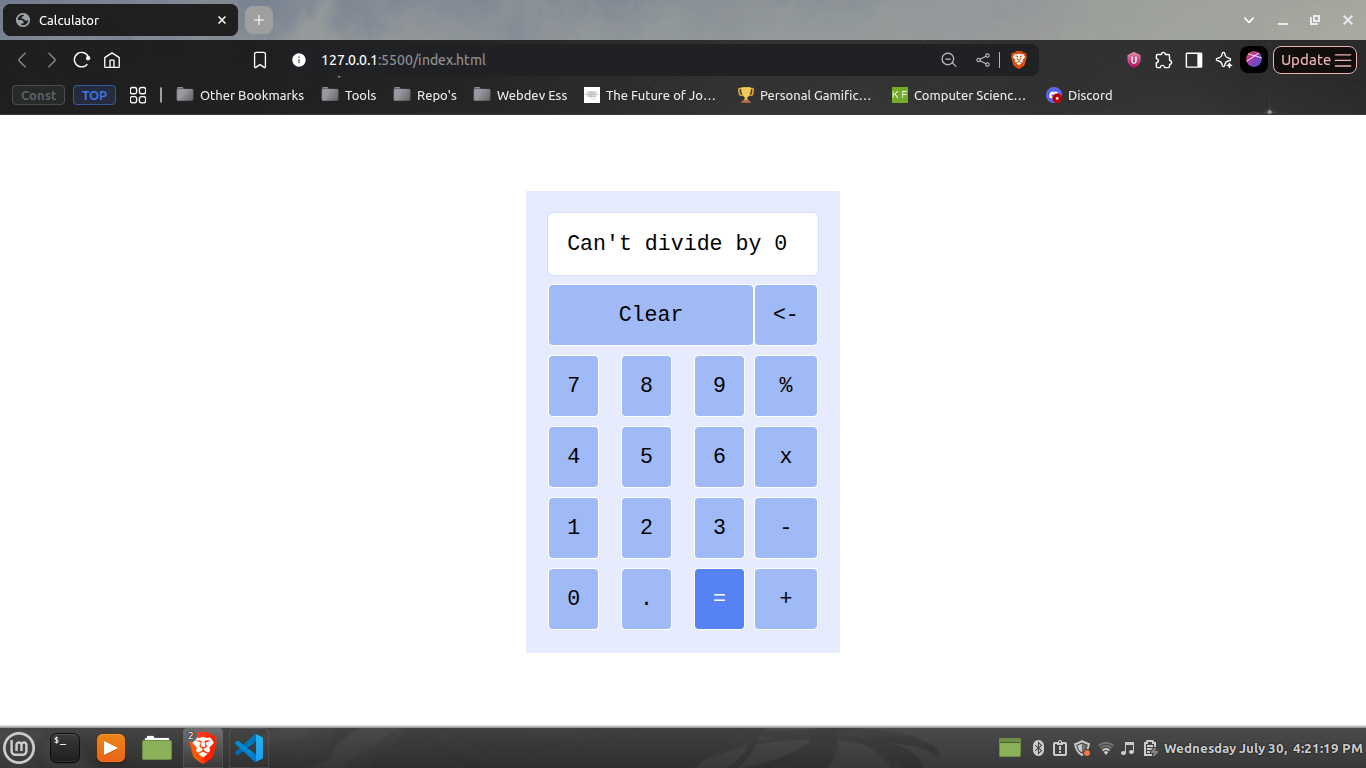 Calculator
127.0.0.1:5500/index.html
Update
Const TOP Other Bookmarks Tools Repo's Webdev Ess The Future of Jo… Personal Gamific… Computer Scienc… Discord
Can't divide by 0
Clear <-
7 8 9 %
4 5 6 x
1 2 3 -
0 . = +
2 Wednesday July 30, 4:21:19 PM